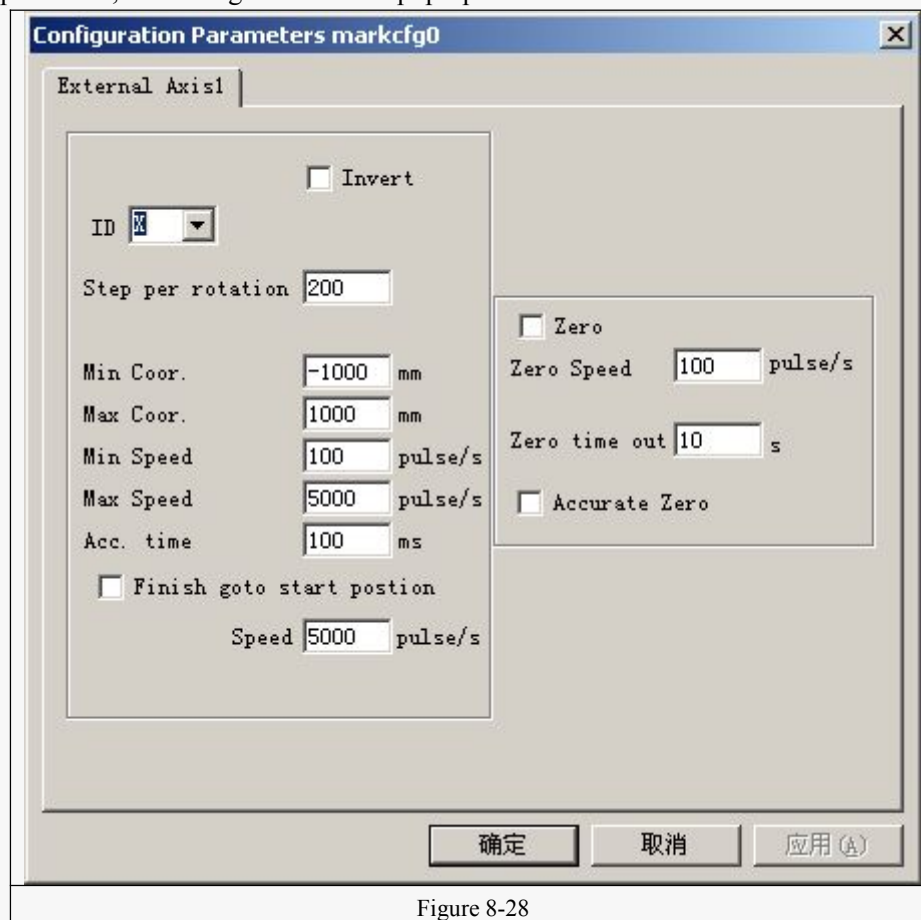 Configuration Parameters markcfg0
External Axis1
Invert
ID X
Step per rotation 200
Min Coor. -1000 mm
Max Coor. 1000 mm
Min Speed 100 pulse/s
Max Speed 5000 pulse/s
Acc. time 100 ms
Finish goto start postion
Speed 5000 pulse/s
Zero
Zero Speed 100 pulse/s
Zero time out 10 s
Accurate Zero
确定 取消 应用(A)
Figure 8-28